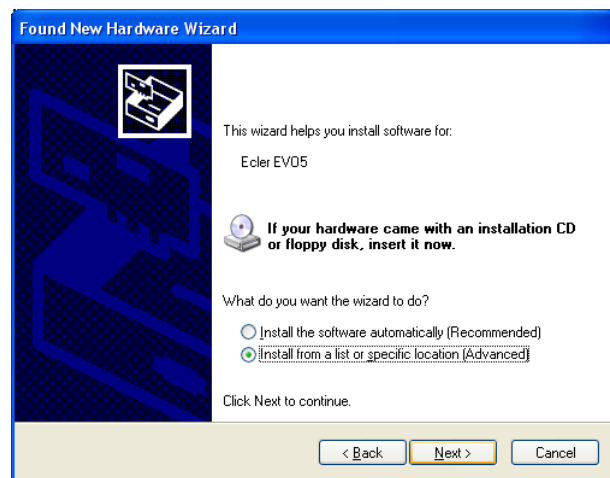 Found New Hardware Wizard
This wizard helps you install software for:
Ecler EVO5
If your hardware came with an installation CD
or floppy disk, insert it now.
What do you want the wizard to do?
Install the software automatically (Recommended)
Install from a list or specific location (Advanced)
Click Next to continue.
< Back Next > Cancel